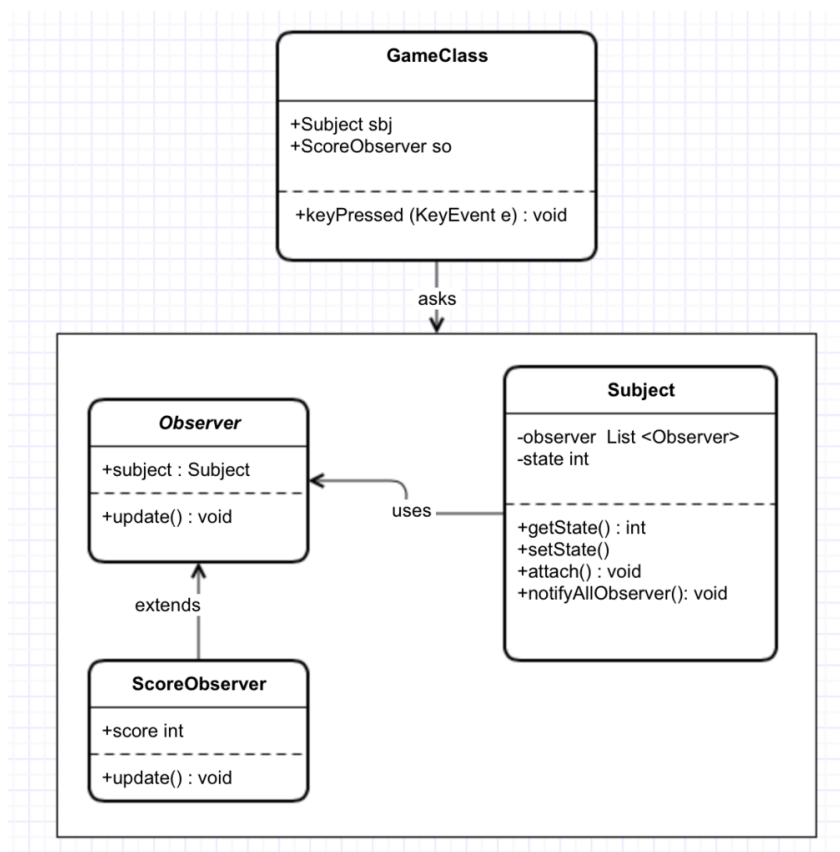 GameClass
+Subject sbj
+ScoreObserver so
+keyPressed (KeyEvent e) : void
asks
Observer
+subject : Subject
+update() : void
uses
Subject
-observer  List <Observer>
-state int
+getState() : int
+setState()
+attach() : void
+notifyAllObserver(): void
extends
ScoreObserver
+score int
+update() : void